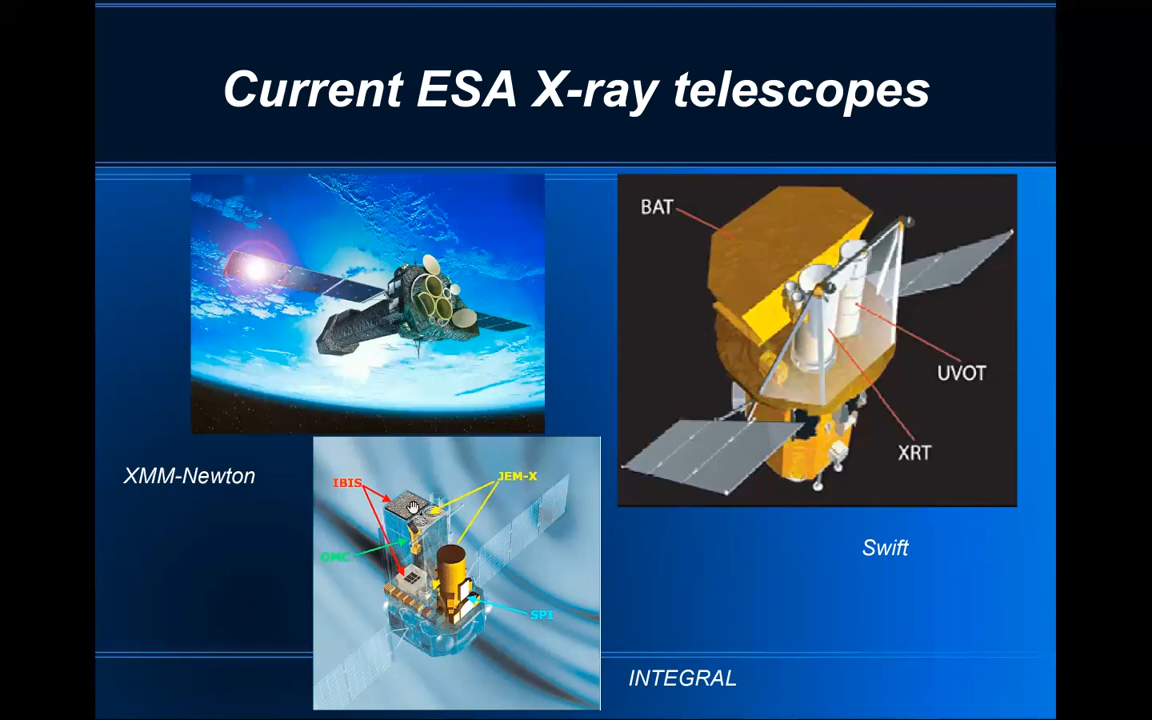 Current ESA X-ray telescopes
BAT
UVOT
XRT
XMM-Newton
IBIS
JEM-X
OMC
SPI
Swift
INTEGRAL